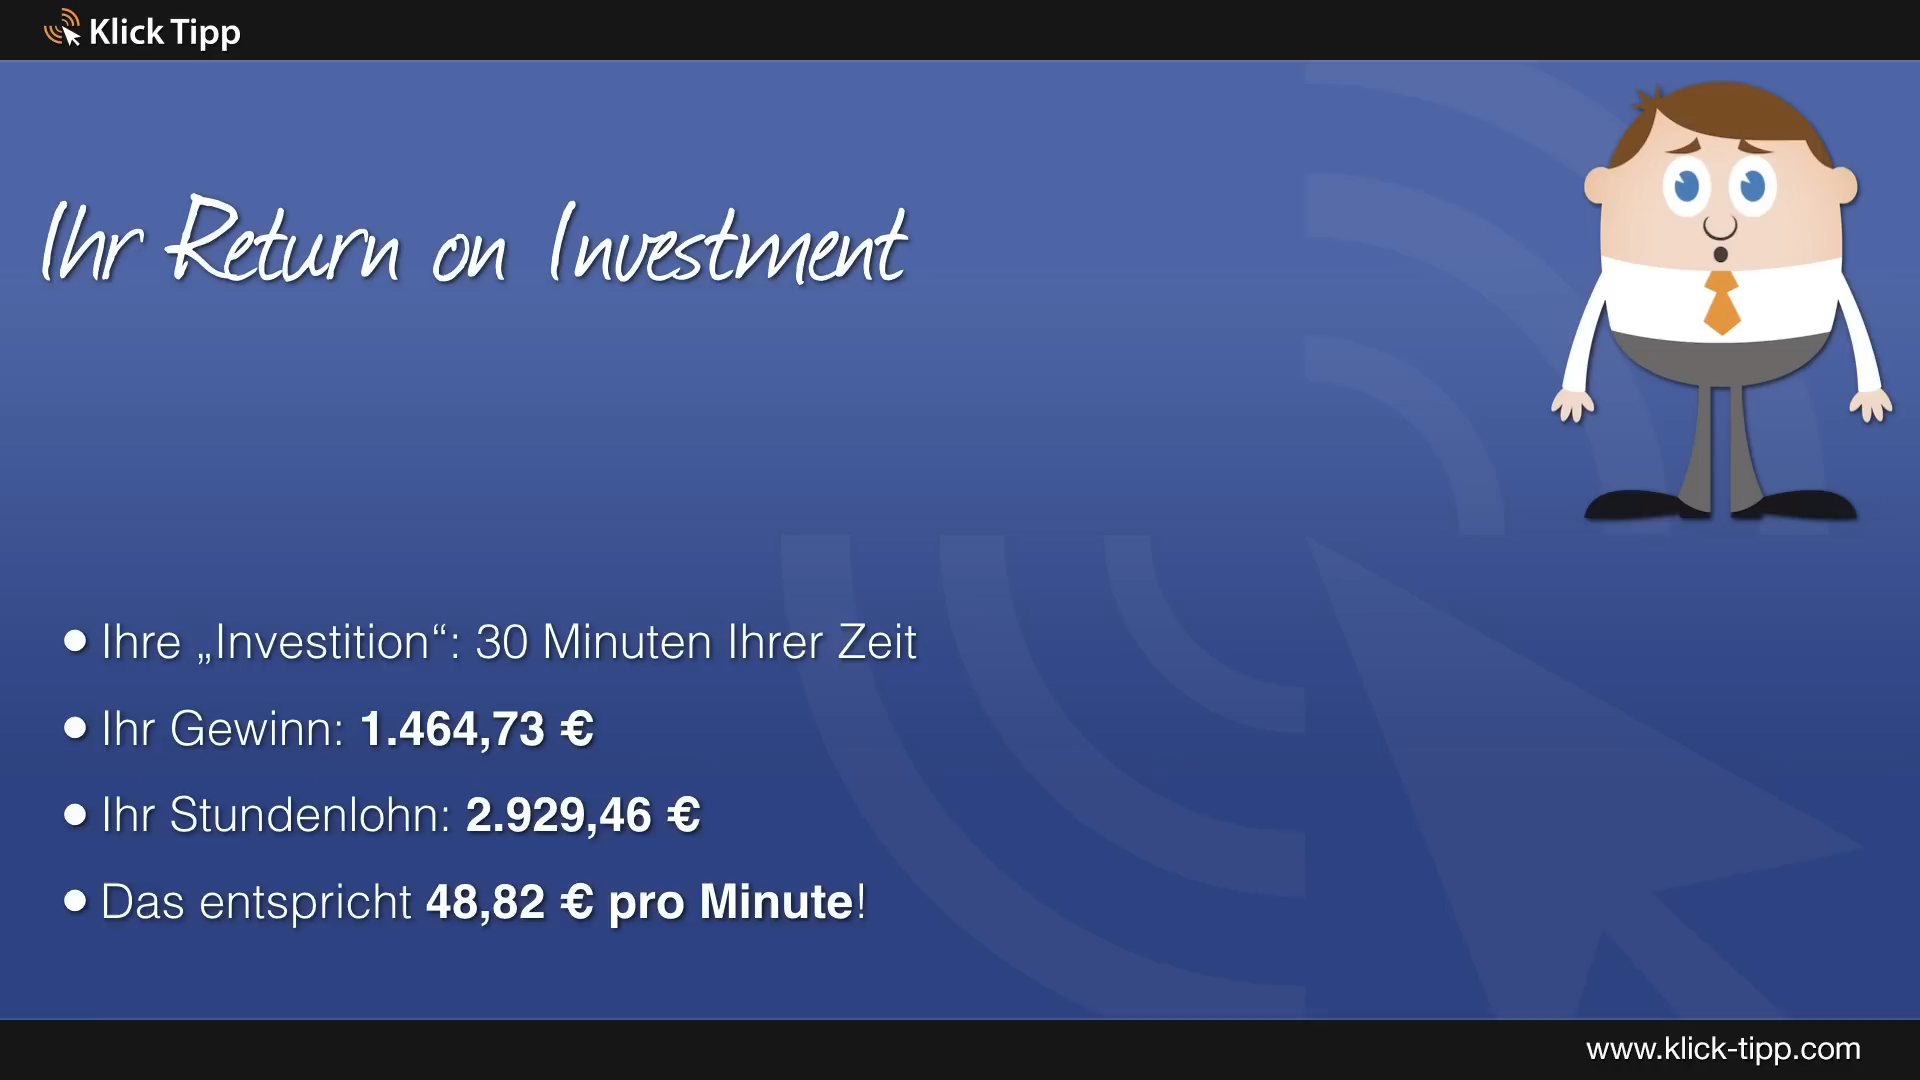 Klick Tipp
Ihr Return on Investment
● Ihre „Investition“: 30 Minuten Ihrer Zeit
● Ihr Gewinn: 1.464,73 €
● Ihr Stundenlohn: 2.929,46 €
● Das entspricht 48,82 € pro Minute!
www.klick-tipp.com